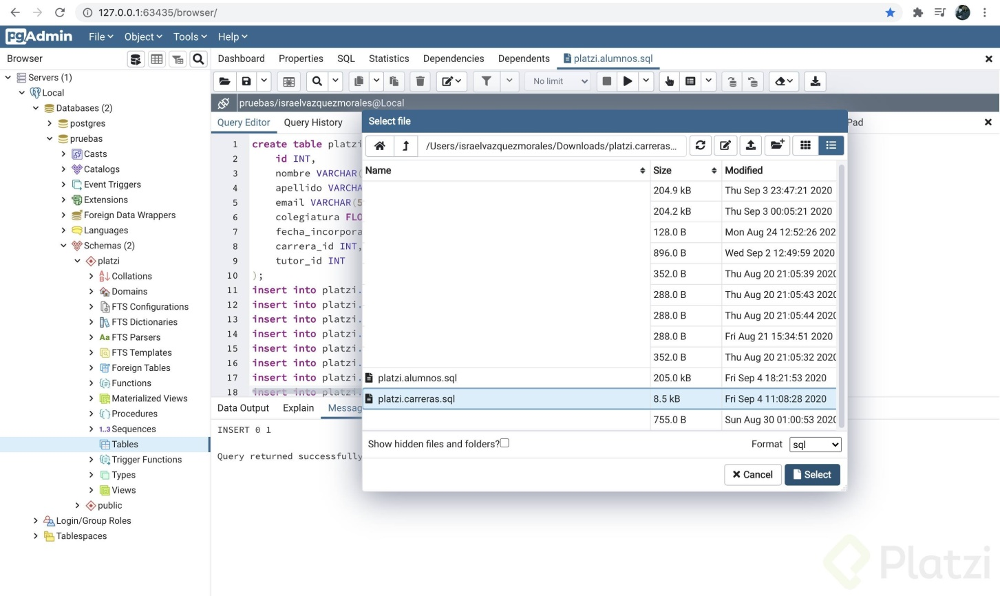 127.0.0.1:63435/browser/
pgAdmin File Object Tools Help
Browser
Dashboard Properties SQL Statistics Dependencies Dependents platzi.alumnos.sql
No limit
pruebas/israelvazquezmorales@Local
Query Editor Query History
Pad
Servers (1)
Local
Databases (2)
postgres
pruebas
Casts
Catalogs
Event Triggers
Extensions
Foreign Data Wrappers
Languages
Schemas (2)
platzi
Collations
Domains
FTS Configurations
FTS Dictionaries
FTS Parsers
FTS Templates
Foreign Tables
Functions
Materialized Views
Procedures
1..3 Sequences
Tables
Trigger Functions
Types
Views
public
Login/Group Roles
Tablespaces
1 create table platzi
2 id INT,
3 nombre VARCHAR(
4 apellido VARCHA
5 email VARCHAR(5
6 colegiatura FLO
7 fecha_incorpora
8 carrera_id INT,
9 tutor_id INT
10 );
11 insert into platzi.
12 insert into platzi.
13 insert into platzi.
14 insert into platzi.
15 insert into platzi.
16 insert into platzi.
17 insert into platzi.
18 insert into platzi.
Data Output Explain Messag
INSERT 0 1
Query returned successfully
Select file
/Users/israelvazquezmorales/Downloads/platzi.carreras...
Name Size Modified
204.9 kB Thu Sep 3 23:47:21 2020
204.2 kB Thu Sep 3 00:05:21 2020
128.0 B Mon Aug 24 12:52:26 202
896.0 B Wed Sep 2 12:49:59 2020
352.0 B Thu Aug 20 21:05:39 2020
288.0 B Thu Aug 20 21:05:43 2020
288.0 B Thu Aug 20 21:05:44 2020
288.0 B Fri Aug 21 15:34:51 2020
352.0 B Thu Aug 20 21:05:32 2020
platzi.alumnos.sql 205.0 kB Fri Sep 4 18:21:53 2020
platzi.carreras.sql 8.5 kB Fri Sep 4 11:08:28 2020
755.0 B Sun Aug 30 01:00:53 2020
Show hidden files and folders? Format sql
Cancel Select
Platzi